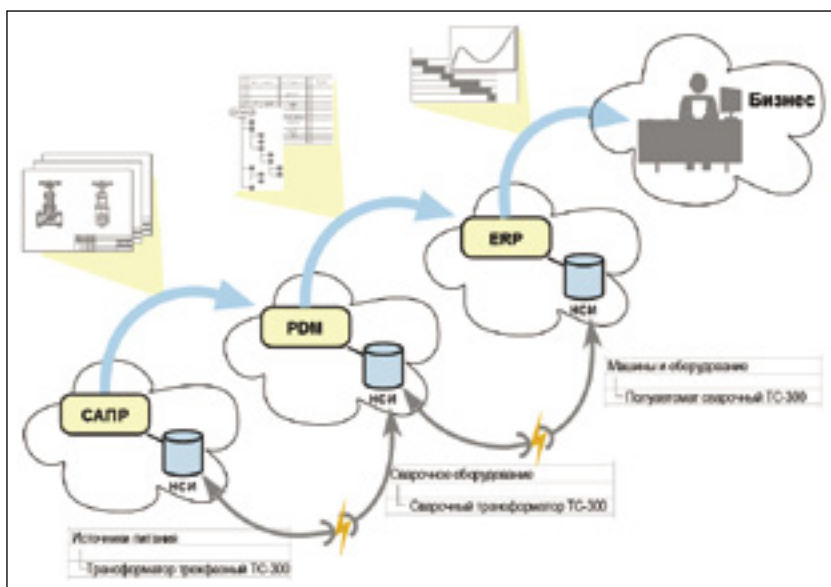 Бизнес
ERP
НСИ
PDM
НСИ
Машины и оборудование
Полуавтомат сварочный ТС-300
САПР
НСИ
Сварочное оборудование
Сварочный трансформатор ТС-300
Источники питания
Трансформатор трехфазный ТС-300